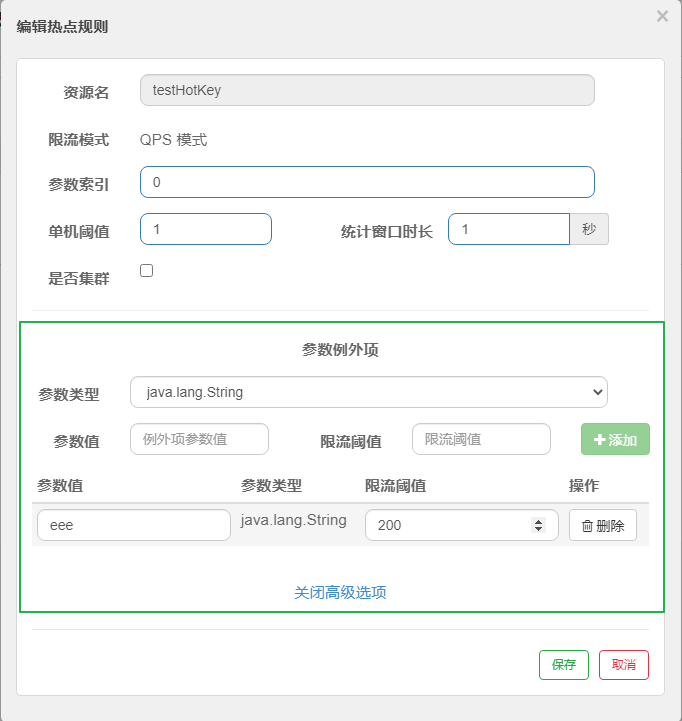 编辑热点规则 ×
资源名 testHotKey
限流模式 QPS 模式
参数索引 0
单机阈值 1 统计窗口时长 1 秒
是否集群
参数例外项
参数类型 java.lang.String
参数值 例外项参数值 限流阈值 限流阈值 添加
参数值 参数类型 限流阈值 操作
eee java.lang.String 200 删除
关闭高级选项
保存 取消